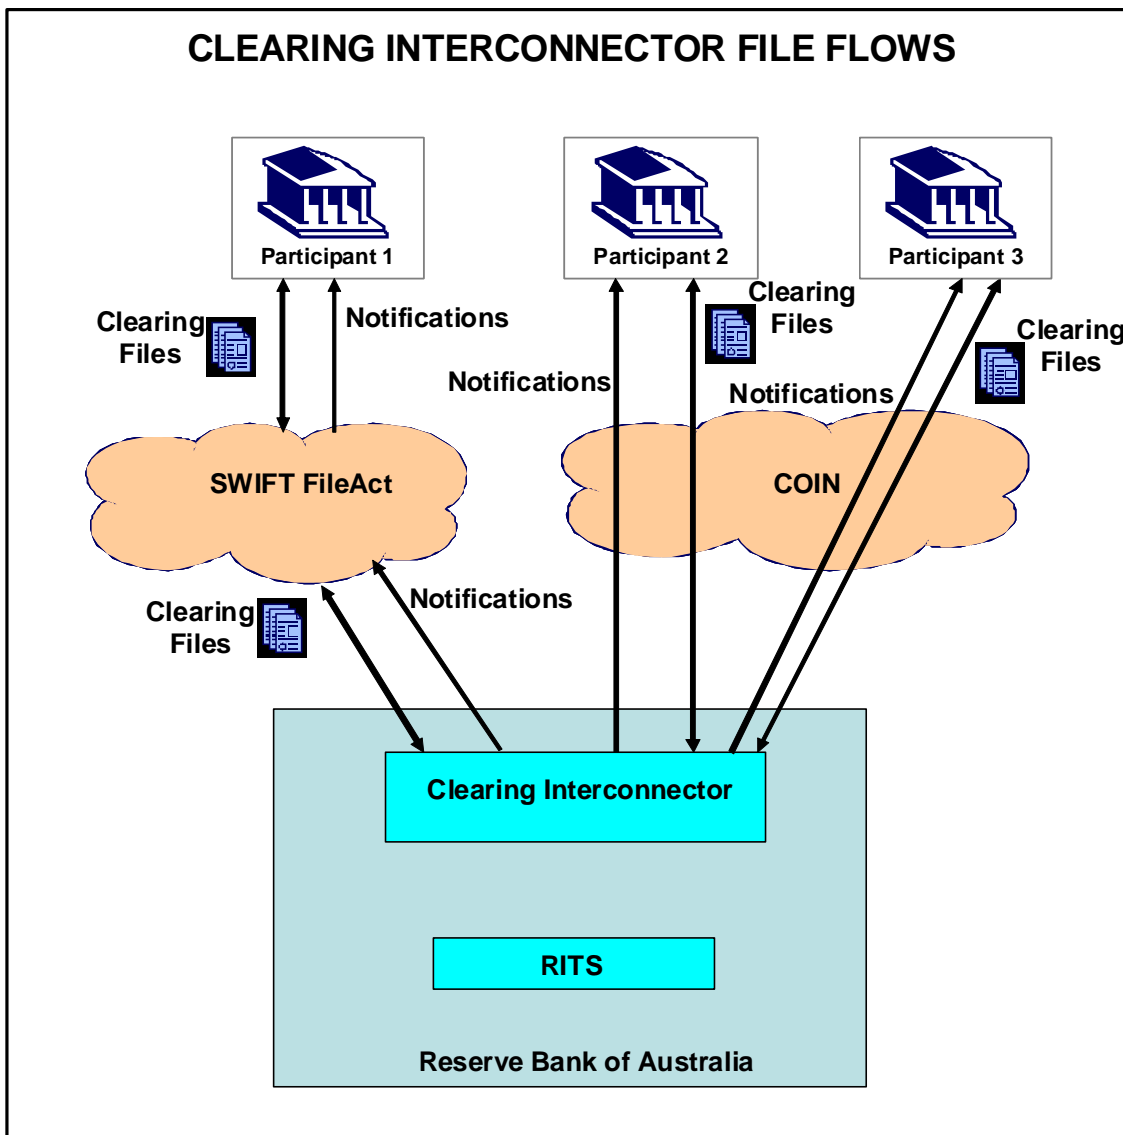 CLEARING INTERCONNECTOR FILE FLOWS
Participant 1
Participant 2
Participant 3
Clearing
Files
Notifications
Clearing
Files
Clearing
Files
Notifications
Notifications
SWIFT FileAct
COIN
Notifications
Clearing
Files
Clearing Interconnector
RITS
Reserve Bank of Australia